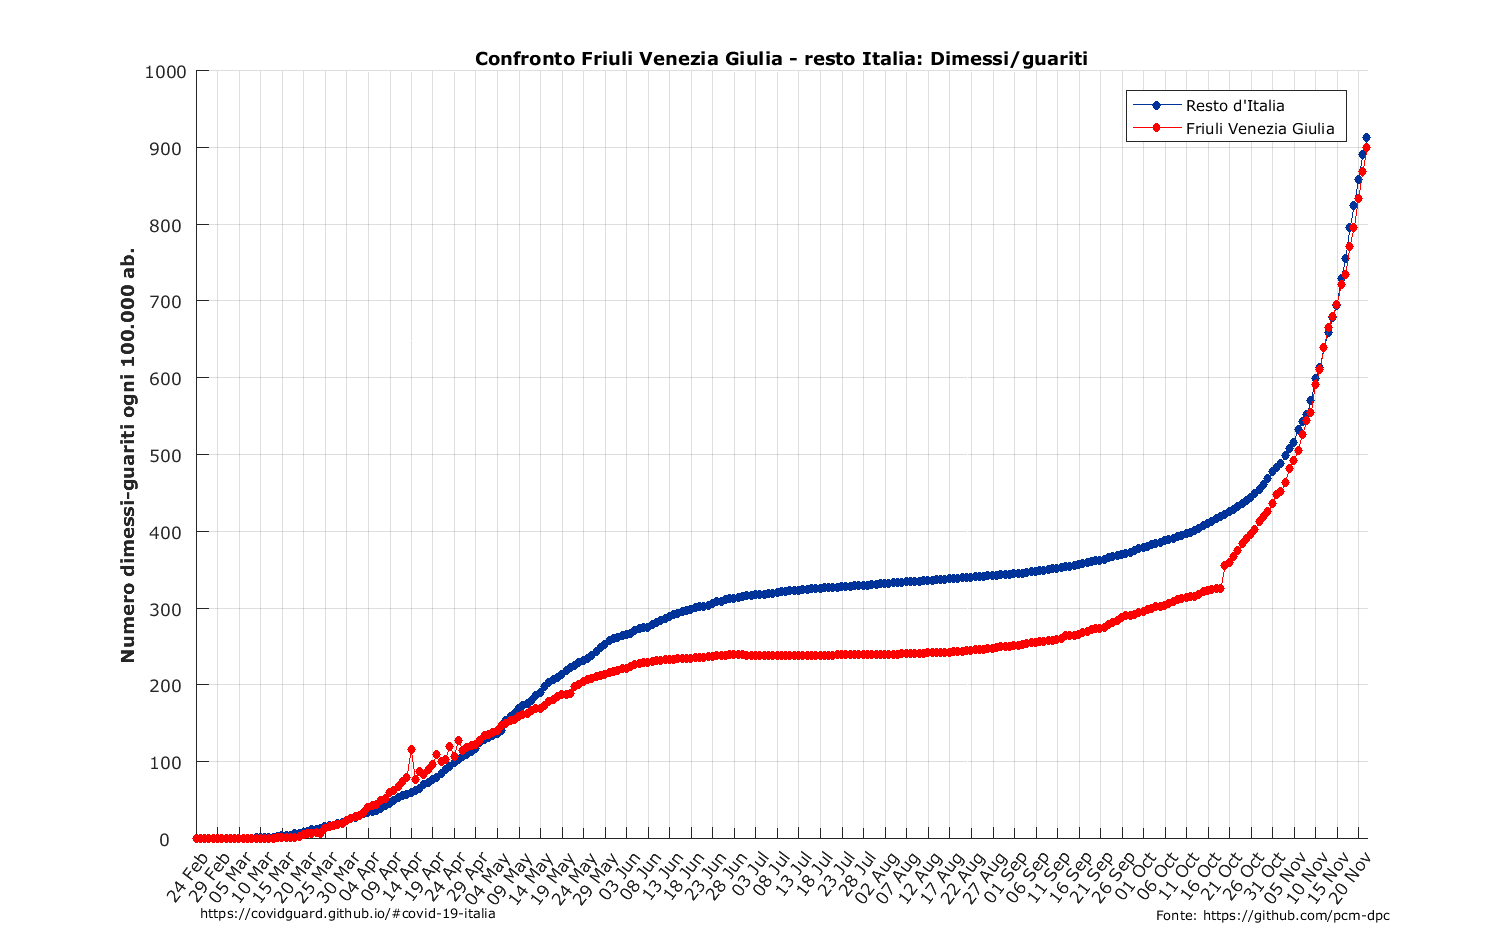 Confronto Friuli Venezia Giulia - resto Italia: Dimessi/guariti
Resto d'Italia
Friuli Venezia Giulia
Numero dimessi-guariti ogni 100.000 ab.
1000
900
800
700
600
500
400
300
200
100
0
24 Feb
29 Feb
05 Mar
10 Mar
15 Mar
20 Mar
25 Mar
30 Mar
04 Apr
09 Apr
14 Apr
19 Apr
24 Apr
29 Apr
04 May
09 May
14 May
19 May
24 May
29 May
03 Jun
08 Jun
13 Jun
18 Jun
23 Jun
28 Jun
03 Jul
08 Jul
13 Jul
18 Jul
23 Jul
28 Jul
02 Aug
07 Aug
12 Aug
17 Aug
22 Aug
27 Aug
01 Sep
06 Sep
11 Sep
16 Sep
21 Sep
26 Sep
01 Oct
06 Oct
11 Oct
16 Oct
21 Oct
26 Oct
31 Oct
05 Nov
10 Nov
15 Nov
20 Nov
https://covidguard.github.io/#covid-19-italia
Fonte: https://github.com/pcm-dpc